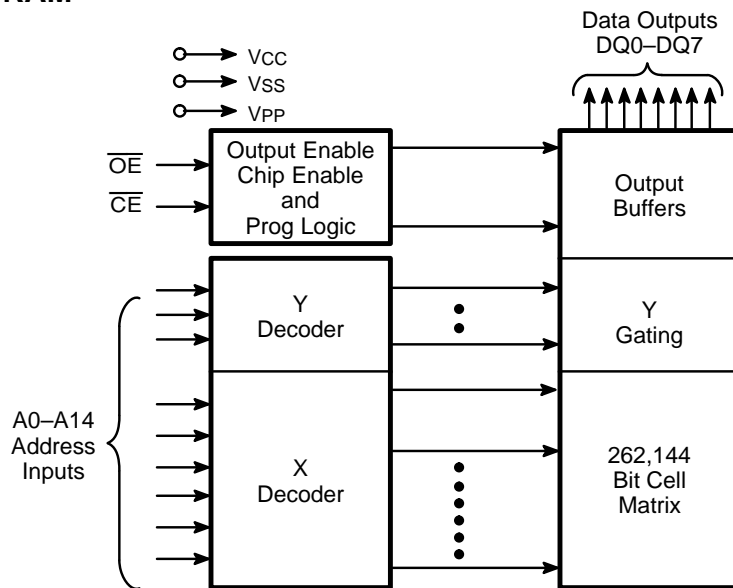 Data Outputs
DQ0–DQ7
VCC
VSS
VPP
OE
CE
Output Enable
Chip Enable
and
Prog Logic
Output
Buffers
Y
Decoder
Y
Gating
A0–A14
Address
Inputs
X
Decoder
262,144
Bit Cell
Matrix